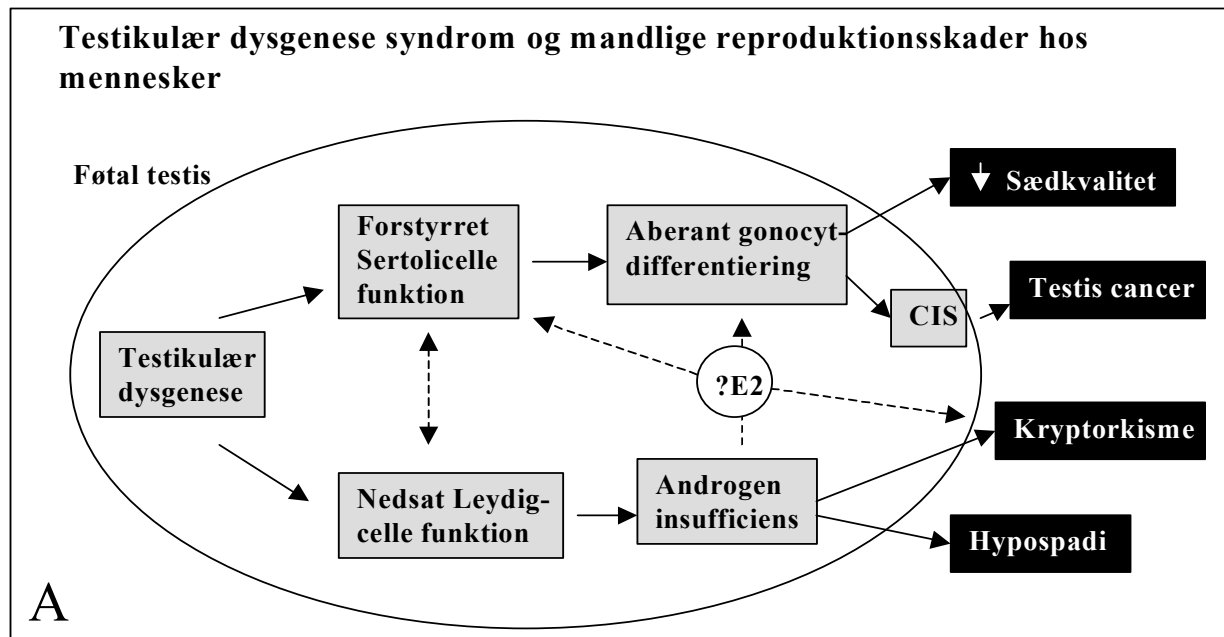 Testikulær dysgenese syndrom og mandlige reproduktionsskader hos
mennesker
Føtal testis
Forstyrret
Sertolicelle
funktion
Aberant gonocyt-
differentiering
Sædkvalitet
CIS
Testis cancer
Testikulær
dysgenese
?E2
Kryptorkisme
Nedsat Leydig-
celle funktion
Androgen
insufficiens
Hypospadi
A